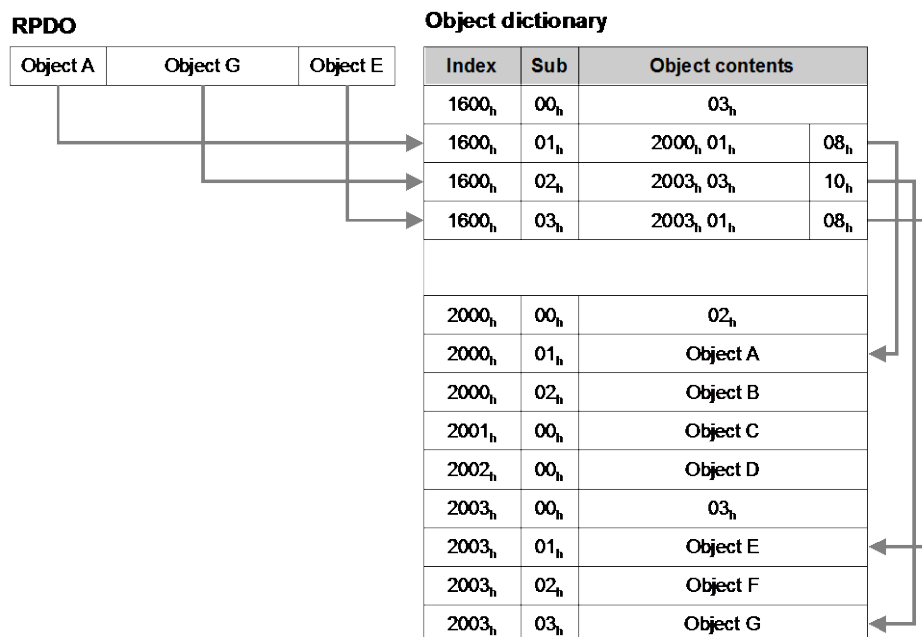 RPDO
Object dictionary
Object A Object G Object E
Index Sub Object contents
1600h 00h 03h
1600h 01h 2000h 01h 08h
1600h 02h 2003h 03h 10h
1600h 03h 2003h 01h 08h
2000h 00h 02h
2000h 01h Object A
2000h 02h Object B
2001h 00h Object C
2002h 00h Object D
2003h 00h 03h
2003h 01h Object E
2003h 02h Object F
2003h 03h Object G